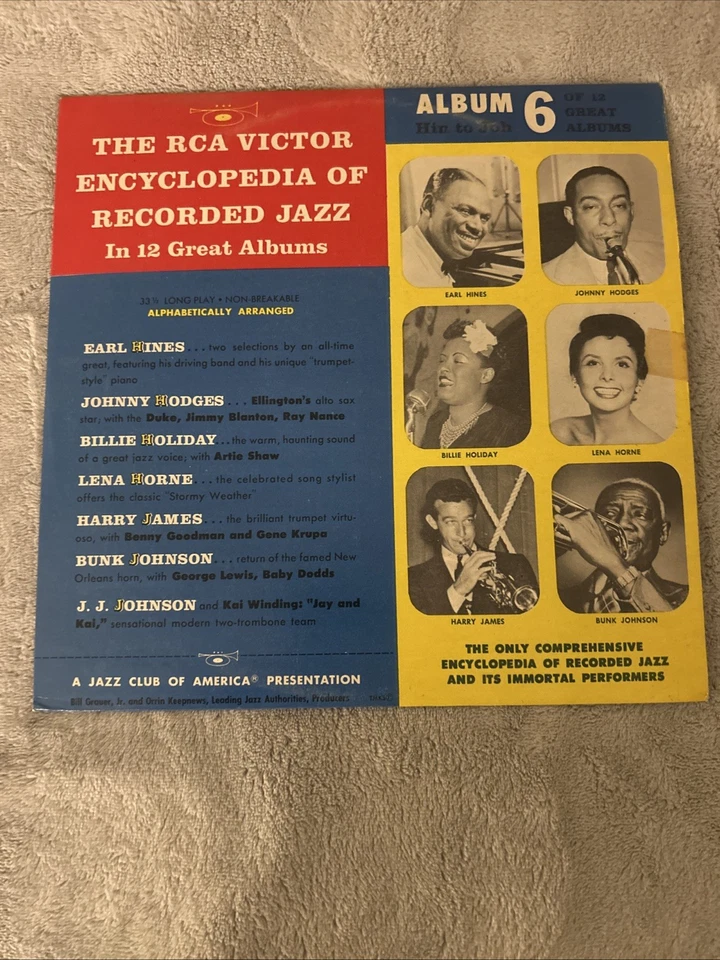 THE RCA VICTOR
ENCYCLOPEDIA OF
RECORDED JAZZ
In 12 Great Albums
33⅓ LONG PLAY • NON-BREAKABLE
ALPHABETICALLY ARRANGED
EARL HINES... two selections by an all-time
great, featuring his driving band and his unique "trumpet-
style" piano
JOHNNY HODGES ... Ellington's alto sax
star; with the Duke, Jimmy Blanton, Ray Nance
BILLIE HOLIDAY.. the warm, haunting sound
of a great jazz voice; with Artie Shaw
LENA HORNE... the celebrated song stylist
offers the classic "Stormy Weather"
HARRY JAMES... the brilliant trumpet virtu-
oso, with Benny Goodman and Gene Krupa
BUNK JOHNSON... return of the famed New
Orleans horn, with George Lewis, Baby Dodds
J. J. JOHNSON and Kai Winding: "Jay and
Kai," sensational modern two-trombone team
A JAZZ CLUB OF AMERICA® PRESENTATION
Bill Grauer, Jr. and Orrin Keepnews, Leading Jazz Authorities, Producers
ALBUM 6 OF 12
GREAT
ALBUMS
Hin to Joh
EARL HINES
JOHNNY HODGES
BILLIE HOLIDAY
LENA HORNE
HARRY JAMES
BUNK JOHNSON
THE ONLY COMPREHENSIVE
ENCYCLOPEDIA OF RECORDED JAZZ
AND ITS IMMORTAL PERFORMERS